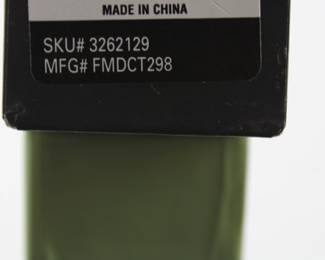 MADE IN CHINA
SKU# 3262129
MFG# FMDCT298